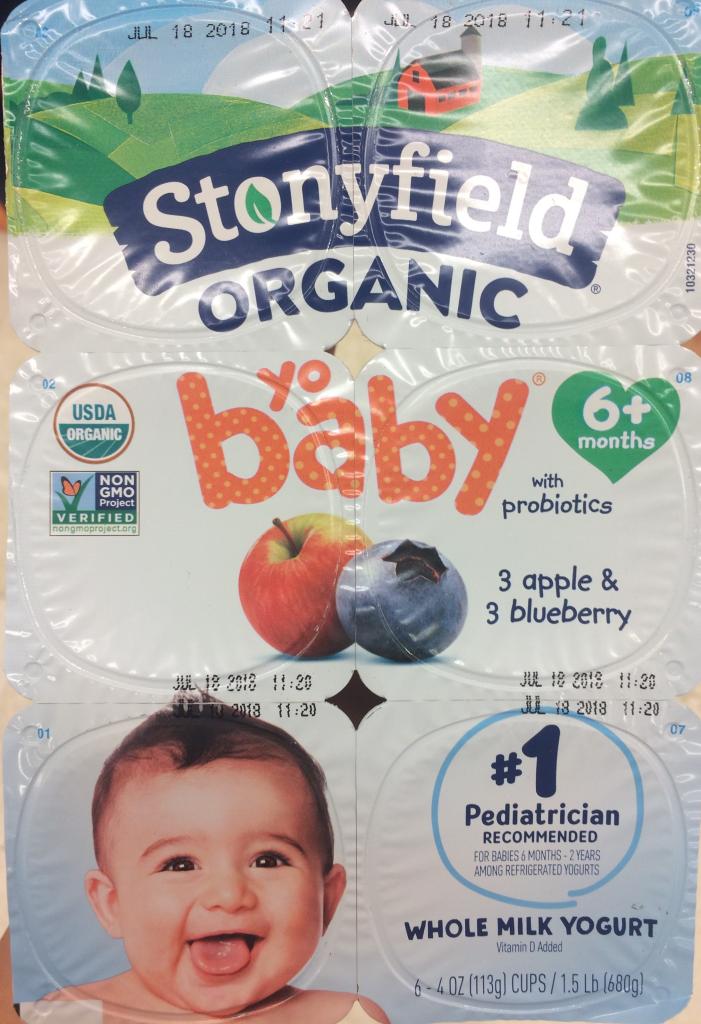 JUL 18 2018 11:21
JUL 18 2018 11:21
Stonyfield
ORGANIC ®
10321230
02
08
USDA
ORGANIC
NON
GMO
Project
VERIFIED
nongmoproject.org
yo
baby®
6+
months
with
probiotics
3 apple &
3 blueberry
JUL 18 2018 11:20
JUL 18 2018 11:20
JUL 18 2018 11:20
JUL 18 2018 11:20
01
07
#1
Pediatrician
RECOMMENDED
FOR BABIES 6 MONTHS - 2 YEARS
AMONG REFRIGERATED YOGURTS
WHOLE MILK YOGURT
Vitamin D Added
6 - 4 OZ (113g) CUPS / 1.5 Lb (680g)